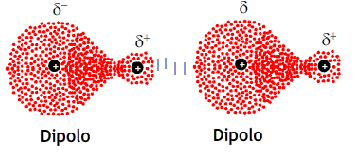 δ⁻ δ
δ⁺ δ⁺
+ + + +
Dipolo Dipolo